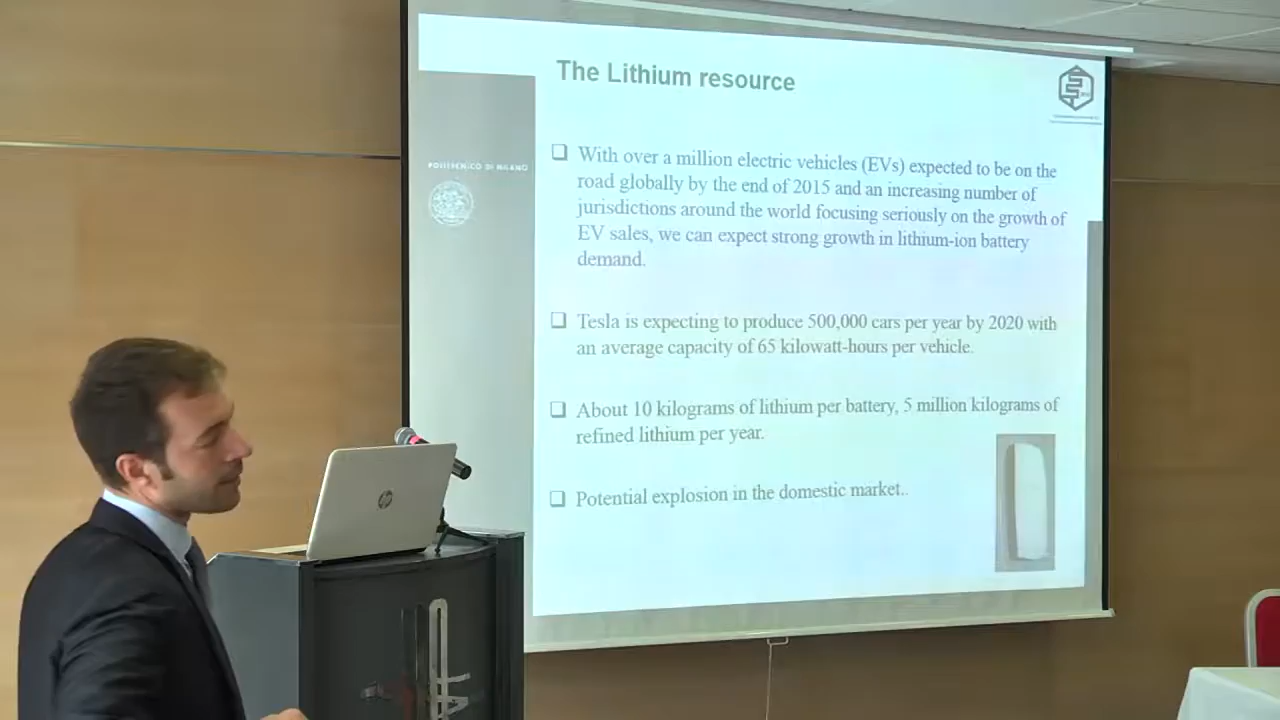 The Lithium resource
POLITECNICO DI MILANO
With over a million electric vehicles (EVs) expected to be on the
road globally by the end of 2015 and an increasing number of
jurisdictions around the world focusing seriously on the growth of
EV sales, we can expect strong growth in lithium-ion battery
demand.
Tesla is expecting to produce 500,000 cars per year by 2020 with
an average capacity of 65 kilowatt-hours per vehicle.
About 10 kilograms of lithium per battery, 5 million kilograms of
refined lithium per year.
Potential explosion in the domestic market..
hp